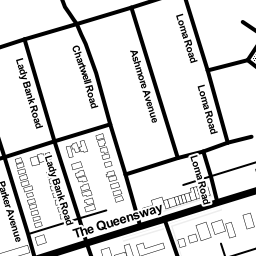 Loma Road
Chartwell Road
Ashmore Avenue
Lady Bank Road
Loma Road
Lady Bank Road
Loma Road
Parker Avenue
The Queensway